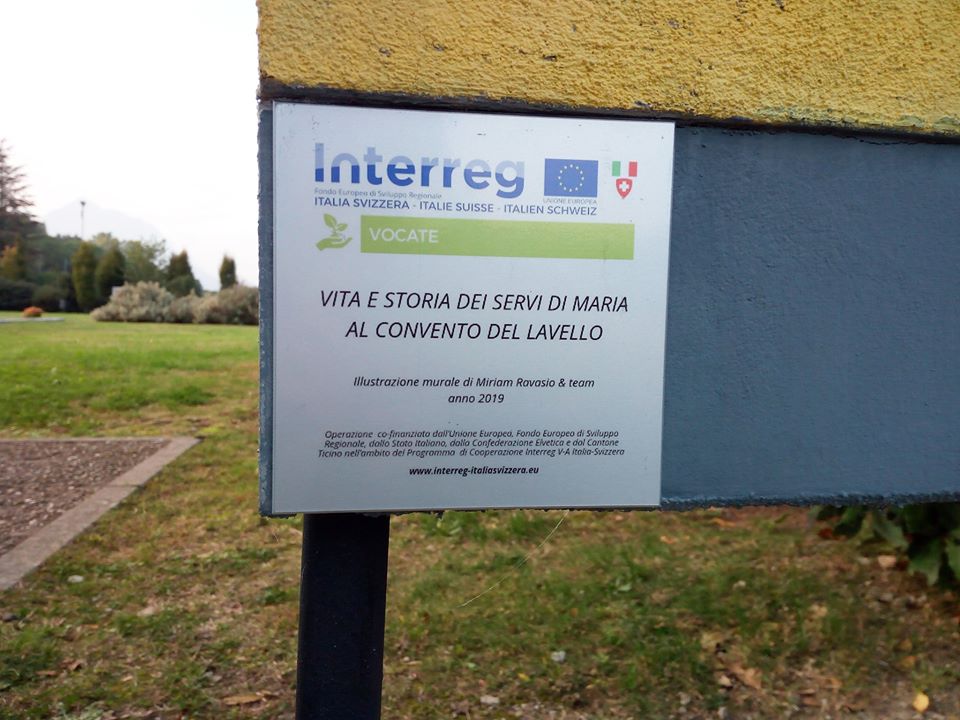 Interreg
Fondo Europeo di Sviluppo Regionale
UNIONE EUROPEA
ITALIA SVIZZERA - ITALIE SUISSE - ITALIEN SCHWEIZ
VOCATE
VITA E STORIA DEI SERVI DI MARIA
AL CONVENTO DEL LAVELLO
Illustrazione murale di Miriam Ravasio & team
anno 2019
Operazione co-finanziata dall'Unione Europea, Fondo Europeo di Sviluppo
Regionale, dallo Stato Italiano, dalla Confederazione Elvetica e dal Cantone
Ticino nell'ambito del Programma di Cooperazione Interreg V-A Italia-Svizzera
www.interreg-italiasvizzera.eu